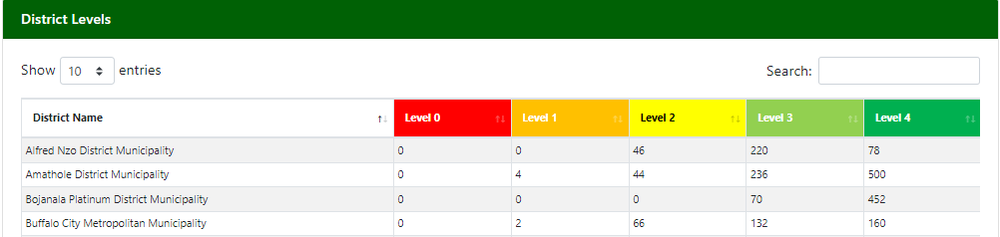 District Levels
Show 10 entries
Search:
District Name Level 0 Level 1 Level 2 Level 3 Level 4
Alfred Nzo District Municipality 0 0 46 220 78
Amathole District Municipality 0 4 44 236 500
Bojanala Platinum District Municipality 0 0 0 70 452
Buffalo City Metropolitan Municipality 0 2 66 132 160